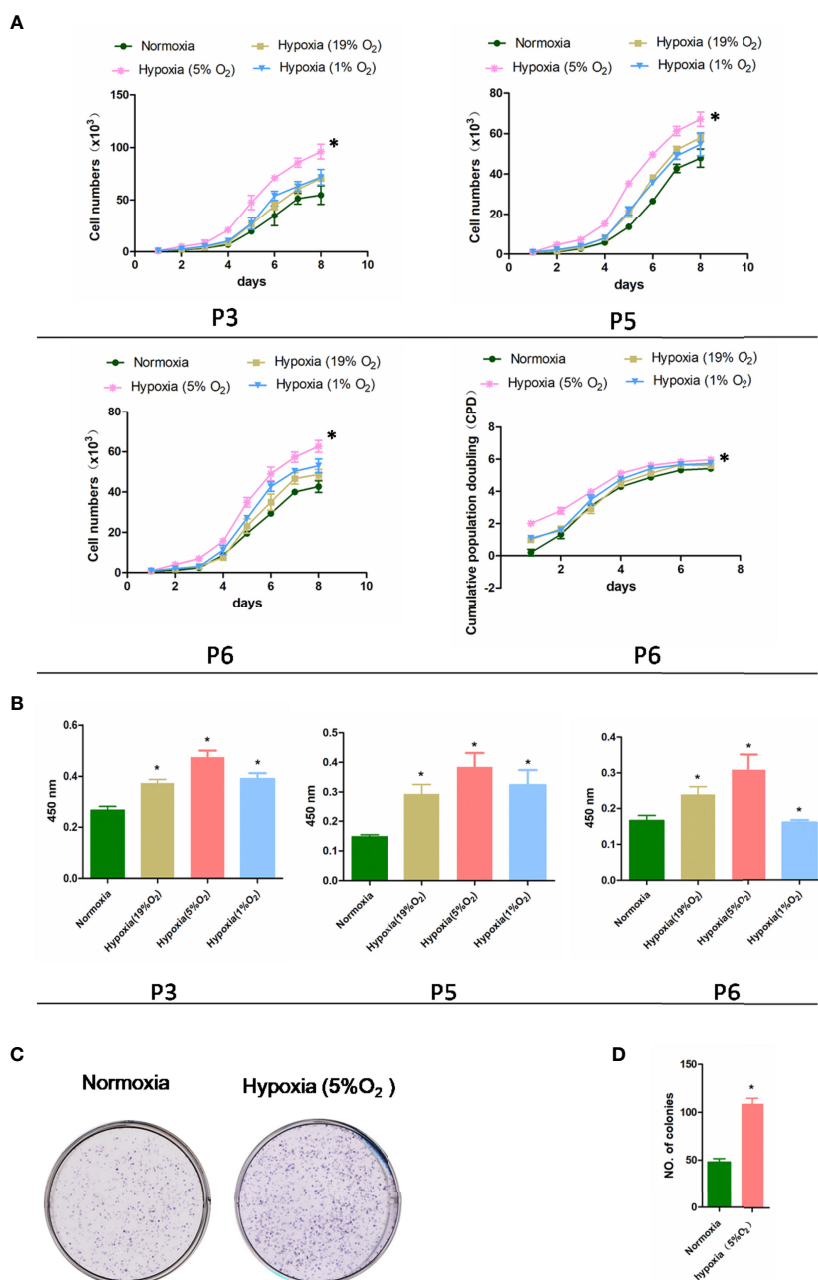 A
Normoxia
Hypoxia (19% O2)
Hypoxia (5% O2)
Hypoxia (1% O2)
Cell numbers (x10³)
150
100
50
0
0 2 4 6 8 10
days
*
P3
Normoxia
Hypoxia (19% O2)
Hypoxia (5% O2)
Hypoxia (1% O2)
Cell numbers (x10³)
80
60
40
20
0
0 2 4 6 8 10
days
*
P5
Normoxia
Hypoxia (19% O2)
Hypoxia (5% O2)
Hypoxia (1% O2)
Cell numbers (x10³)
80
60
40
20
0
0 2 4 6 8 10
days
*
P6
Normoxia
Hypoxia (19% O2)
Hypoxia (5% O2)
Hypoxia (1% O2)
Cumulative population doubling (CPD)
8
6
4
2
0
-2
2 4 6 8
days
*
P6
B
450 nm
0.6
0.4
0.2
0.0
* * *
Normoxia
Hypoxia(19%O2)
Hypoxia(5%O2)
Hypoxia(1%O2)
P3
450 nm
0.5
0.4
0.3
0.2
0.1
0.0
* * *
Normoxia
Hypoxia(19%O2)
Hypoxia(5%O2)
Hypoxia(1%O2)
P5
450 nm
0.4
0.3
0.2
0.1
0.0
* * *
Normoxia
Hypoxia(19%O2)
Hypoxia(5%O2)
Hypoxia(1%O2)
P6
C
Normoxia
Hypoxia (5%O2 )
D
NO. of colonies
150
100
50
0
*
Normoxia
hypoxia (5%O2)